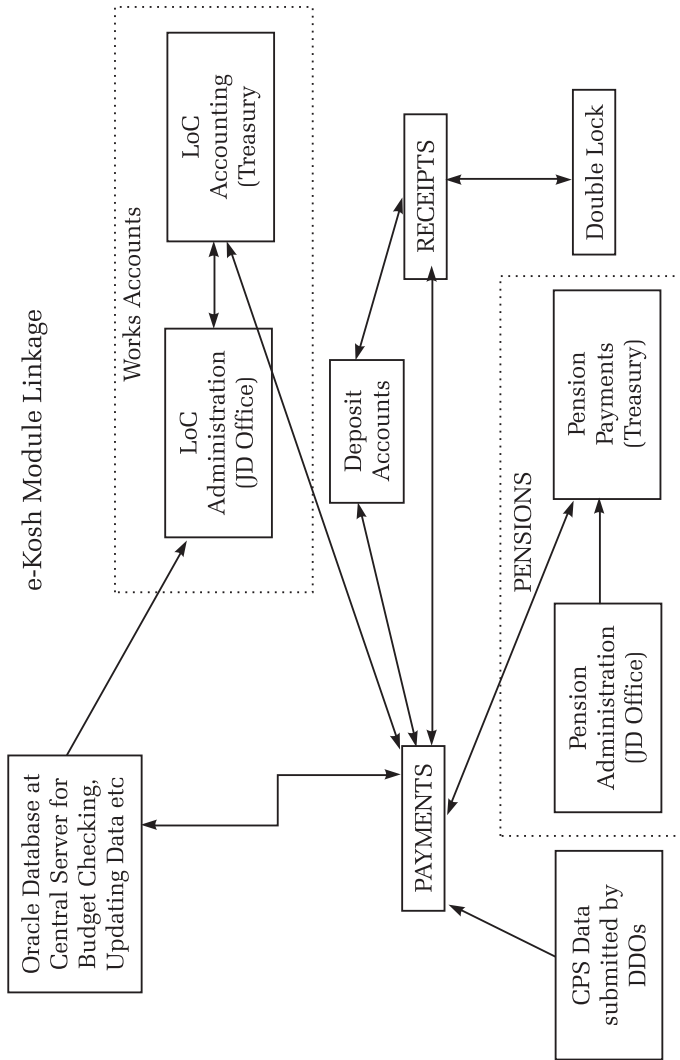 e-Kosh Module Linkage
Oracle Database at
Central Server for
Budget Checking,
Updating Data etc
Works Accounts
LoC
Administration
(JD Office)
LoC
Accounting
(Treasury
PAYMENTS
Deposit
Accounts
RECEIPTS
CPS Data
submitted by
DDOs
PENSIONS
Pension
Administration
(JD Office)
Pension
Payments
(Treasury)
Double Lock